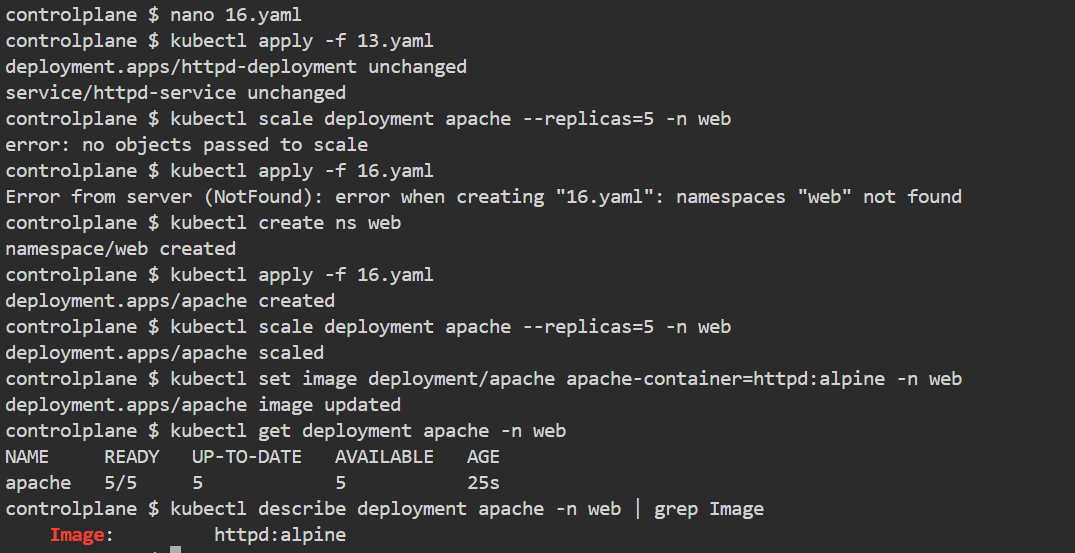 controlplane $ nano 16.yaml
controlplane $ kubectl apply -f 13.yaml
deployment.apps/httpd-deployment unchanged
service/httpd-service unchanged
controlplane $ kubectl scale deployment apache --replicas=5 -n web
error: no objects passed to scale
controlplane $ kubectl apply -f 16.yaml
Error from server (NotFound): error when creating "16.yaml": namespaces "web" not found
controlplane $ kubectl create ns web
namespace/web created
controlplane $ kubectl apply -f 16.yaml
deployment.apps/apache created
controlplane $ kubectl scale deployment apache --replicas=5 -n web
deployment.apps/apache scaled
controlplane $ kubectl set image deployment/apache apache-container=httpd:alpine -n web
deployment.apps/apache image updated
controlplane $ kubectl get deployment apache -n web
NAME     READY   UP-TO-DATE   AVAILABLE   AGE
apache   5/5     5            5           25s
controlplane $ kubectl describe deployment apache -n web | grep Image
    Image:         httpd:alpine